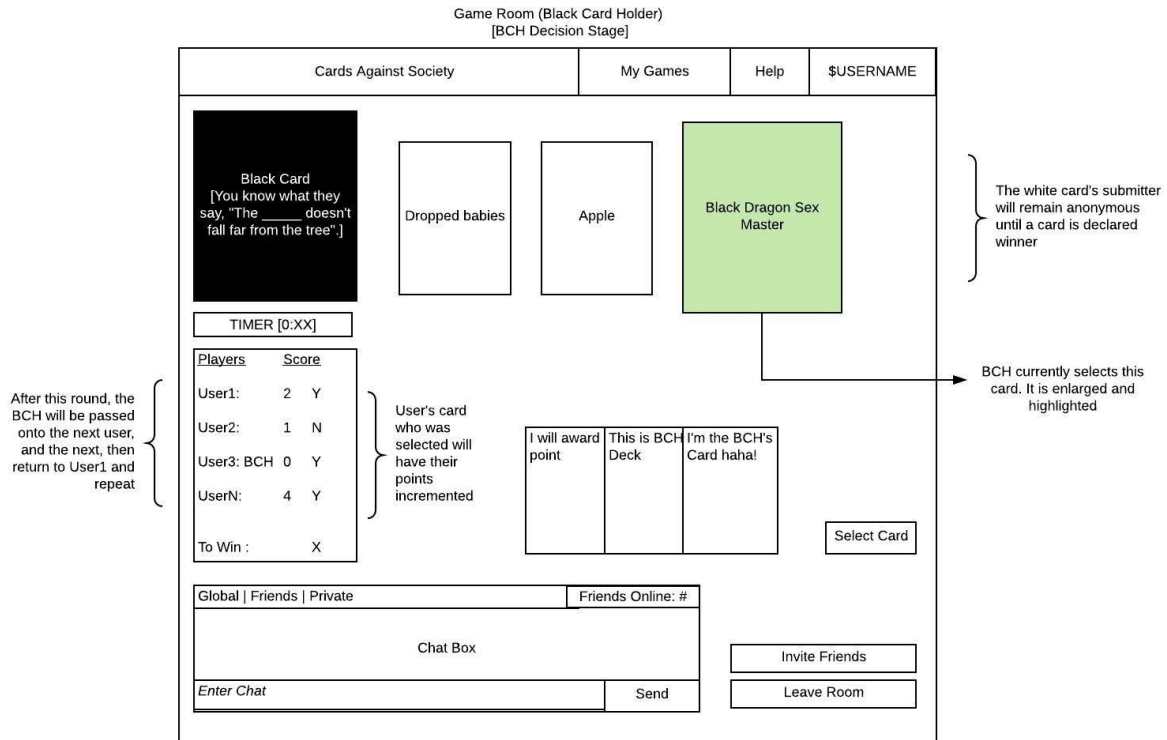 Game Room (Black Card Holder)
[BCH Decision Stage]
Cards Against Society
My Games
Help
$USERNAME
Black Card
[You know what they
say, "The _____ doesn't
fall far from the tree".]
Dropped babies
Apple
Black Dragon Sex
Master
The white card's submitter
will remain anonymous
until a card is declared
winner
TIMER [0:XX]
Players Score
User1: 2 Y
User2: 1 N
User3: BCH 0 Y
UserN: 4 Y
To Win : X
After this round, the
BCH will be passed
onto the next user,
and the next, then
return to User1 and
repeat
User's card
who was
selected will
have their
points
incremented
BCH currently selects this
card. It is enlarged and
highlighted
I will award
point
This is BCH
Deck
I'm the BCH's
Card haha!
Select Card
Global | Friends | Private
Friends Online: #
Chat Box
Enter Chat
Send
Invite Friends
Leave Room